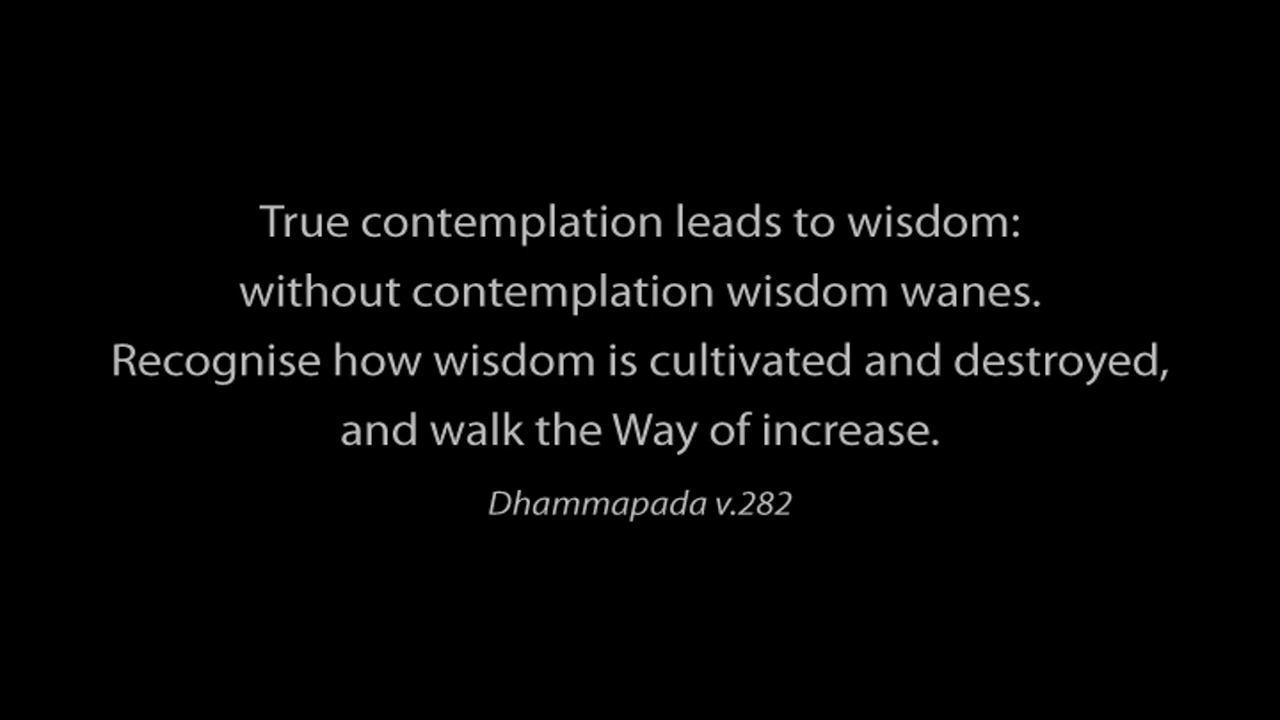 True contemplation leads to wisdom:
without contemplation wisdom wanes.
Recognise how wisdom is cultivated and destroyed,
and walk the Way of increase.
Dhammapada v.282